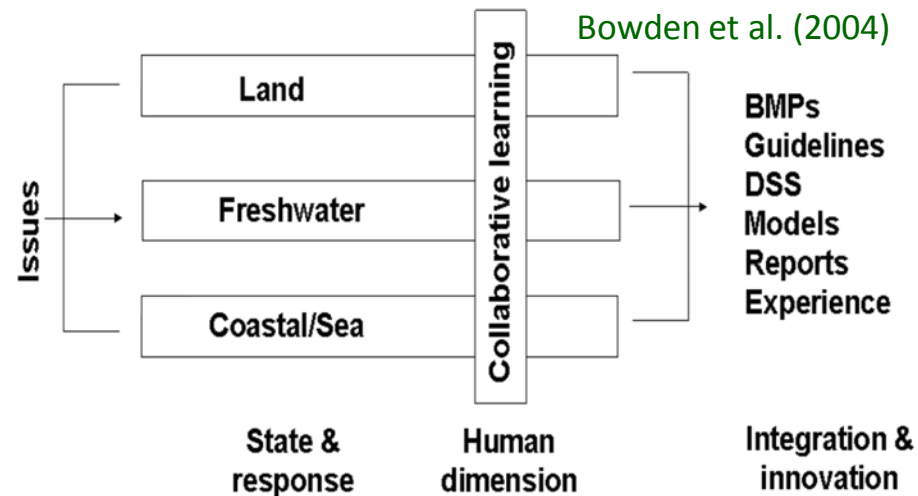 Bowden et al. (2004)
Issues
Land
Freshwater
Coastal/Sea
Collaborative learning
BMPs
Guidelines
DSS
Models
Reports
Experience
State &
response
Human
dimension
Integration &
innovation